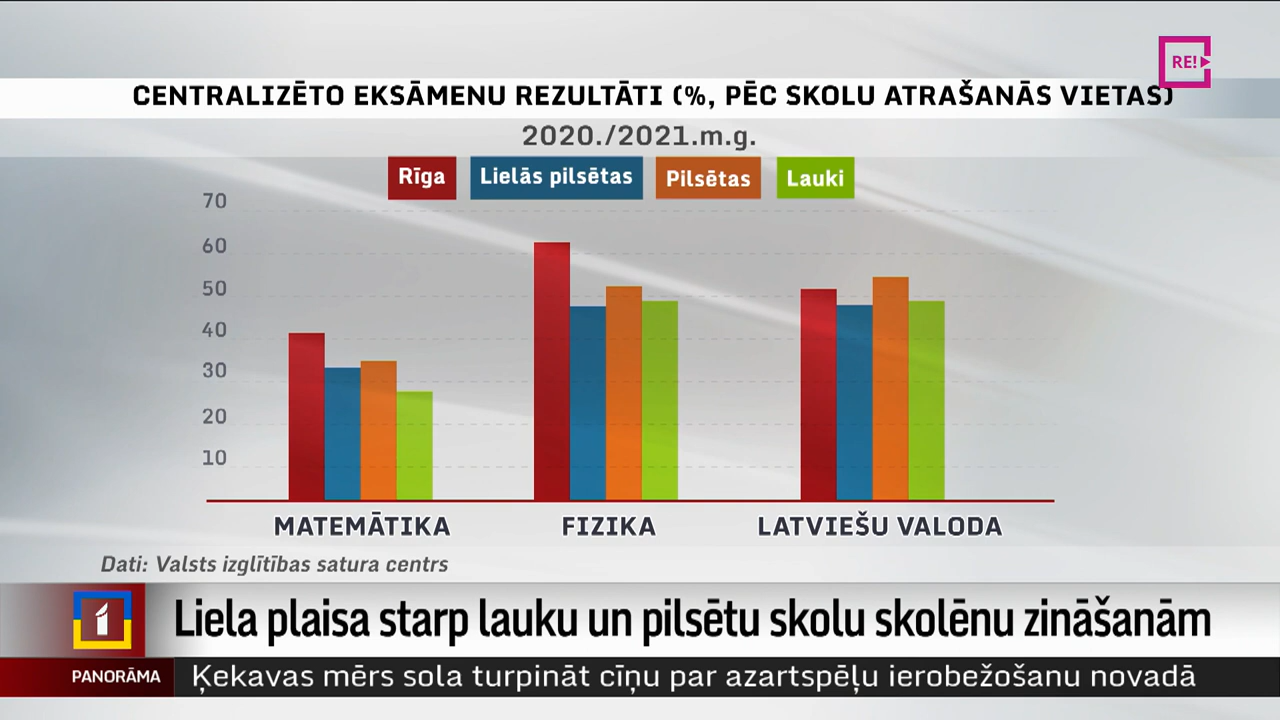 RE!
CENTRALIZĒTO EKSĀMENU REZULTĀTI (%, PĒC SKOLU ATRAŠANĀS VIETAS)
2020./2021.m.g.
Rīga Lielās pilsētas Pilsētas Lauki
70
60
50
40
30
20
10
MATEMĀTIKA FIZIKA LATVIEŠU VALODA
Dati: Valsts izglītības satura centrs
1 Liela plaisa starp lauku un pilsētu skolu skolēnu zināšanām
PANORĀMA Ķekavas mērs sola turpināt cīņu par azartspēļu ierobežošanu novadā